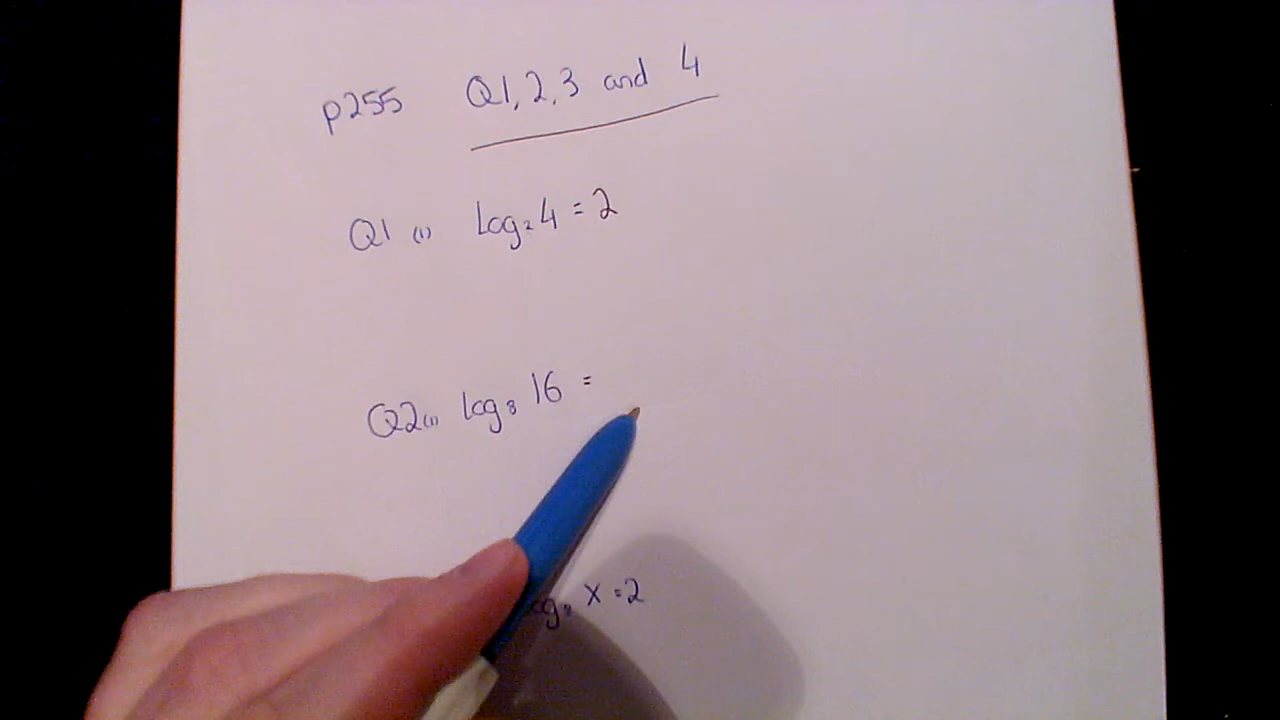 p255 Q1, 2, 3 and 4
Q1 (i) log₂ 4 = 2
Q2 (i) log₈ 16 =
x = 2